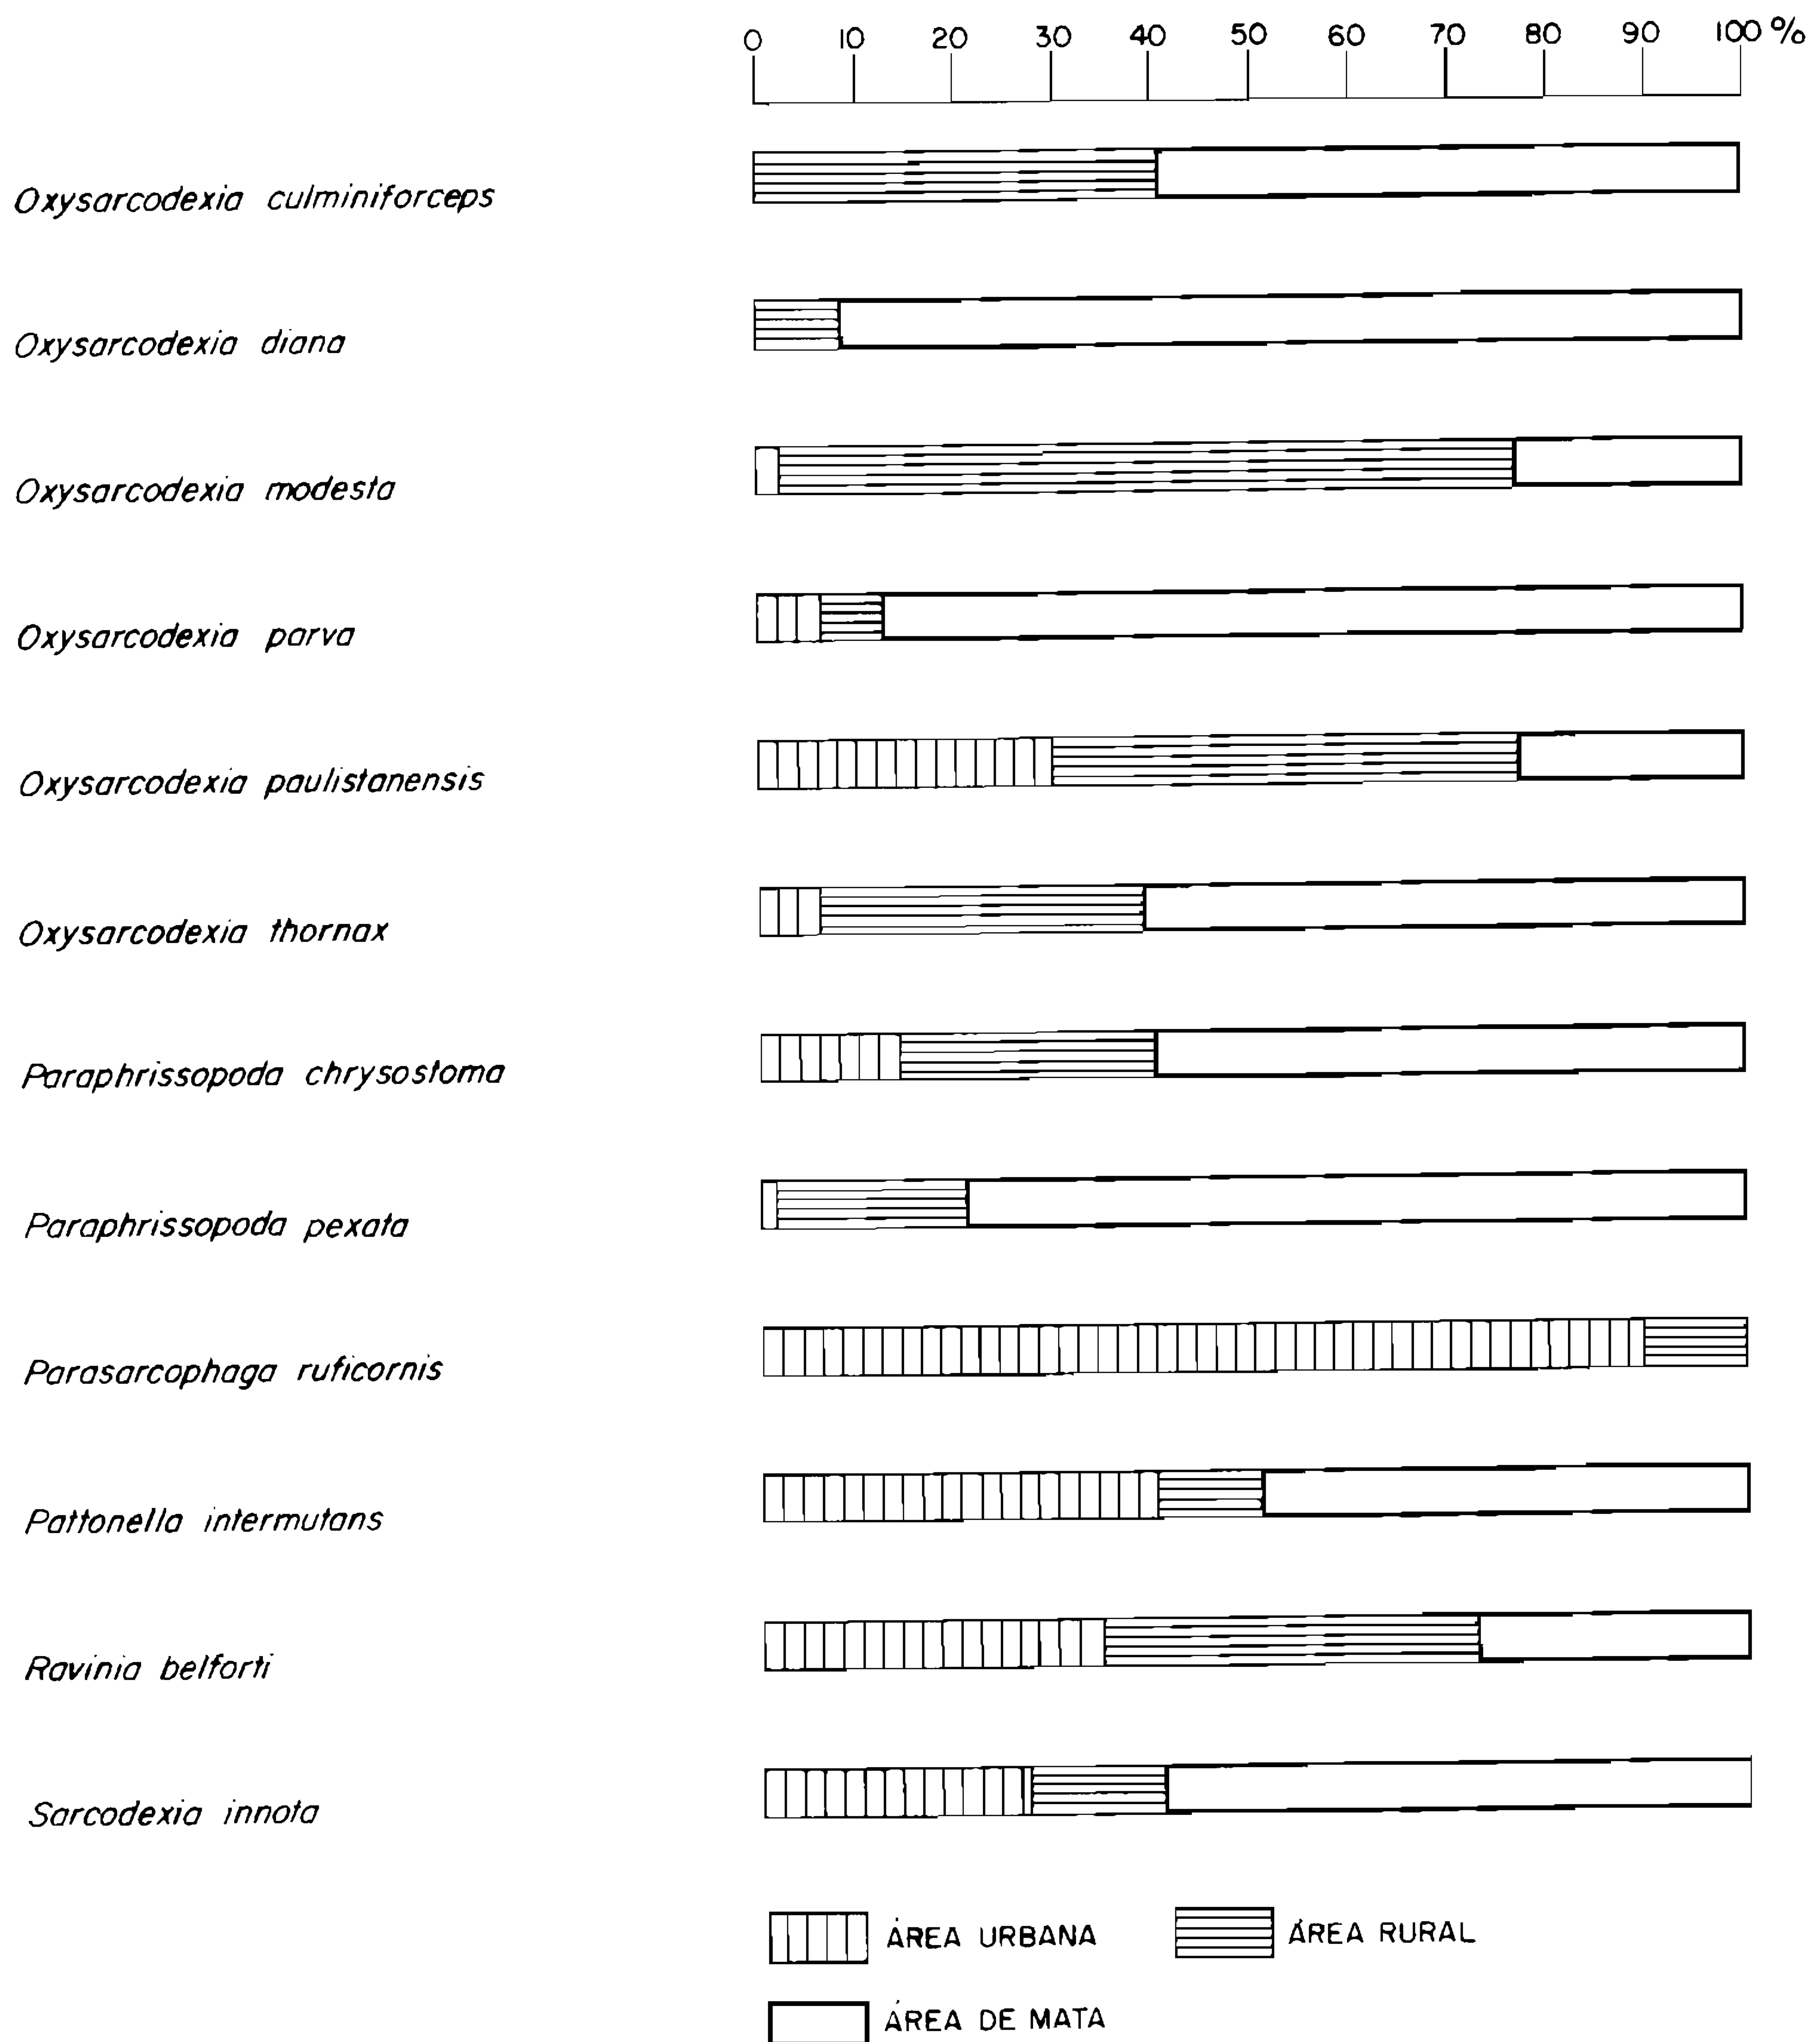 0 10 20 30 40 50 60 70 80 90 100 %
Oxysarcodexia culminiforceps
Oxysarcodexia diana
Oxysarcodexia modesta
Oxysarcodexia parva
Oxysarcodexia paulistanensis
Oxysarcodexia thornax
Paraphrissopoda chrysostoma
Paraphrissopoda pexata
Parasarcophaga ruficornis
Pattonella intermutans
Ravinia belforti
Sarcodexia innota
ÁREA URBANA ÁREA RURAL
ÁREA DE MATA